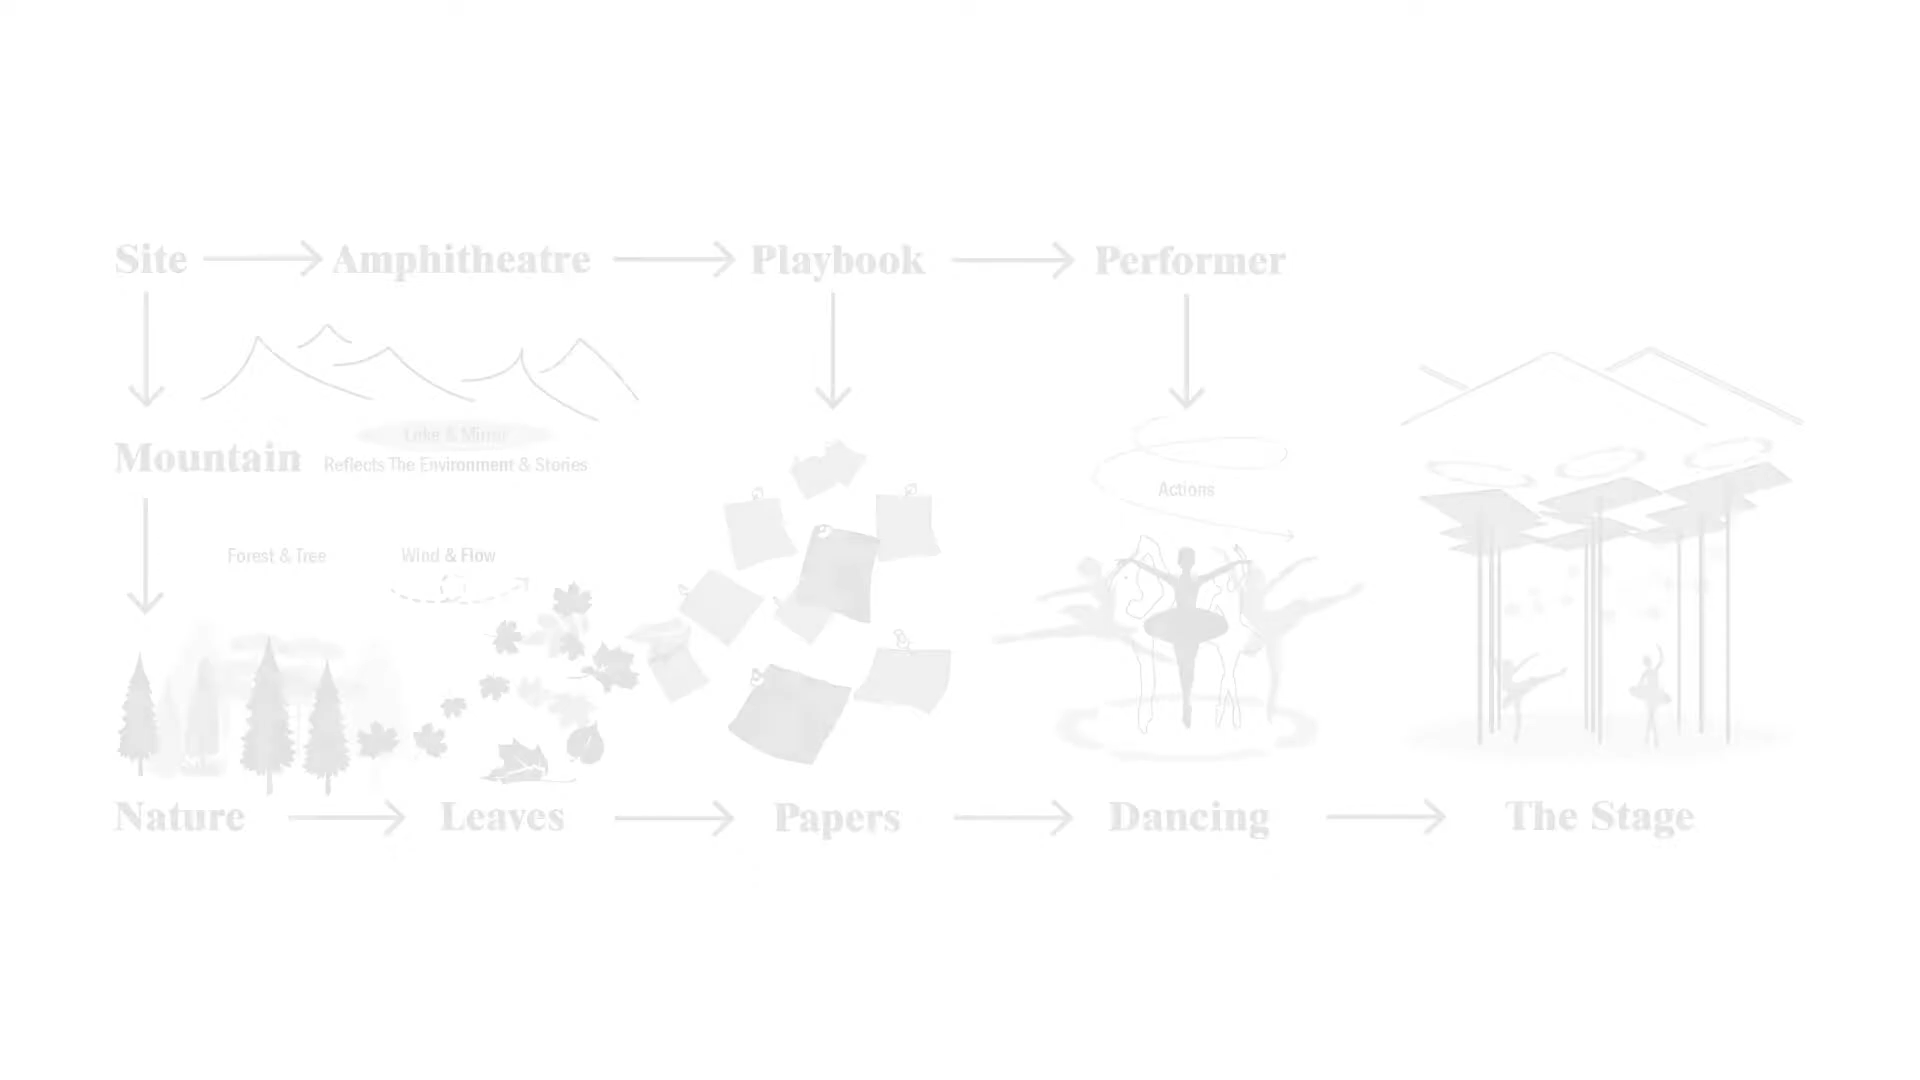 Site
Amphitheatre
Playbook
Performer
Lake & Mirror
Mountain
Reflects The Environment & Stories
Actions
Forest & Tree
Wind & Flow
Nature
Leaves
Papers
Dancing
The Stage